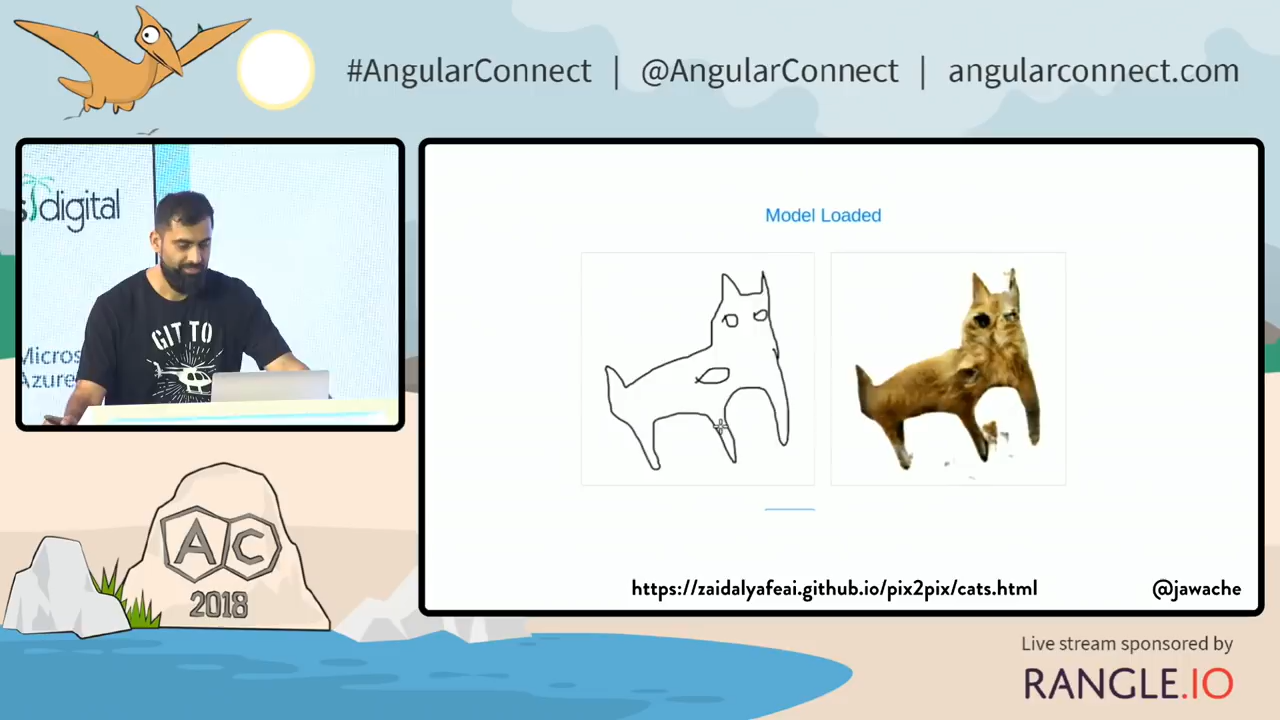 #AngularConnect | @AngularConnect | angularconnect.com
s digital
Micros
Azure
GIT TO
Model Loaded
https://zaidalyafeai.github.io/pix2pix/cats.html
@jawache
AC
2018
Live stream sponsored by
RANGLE.IO